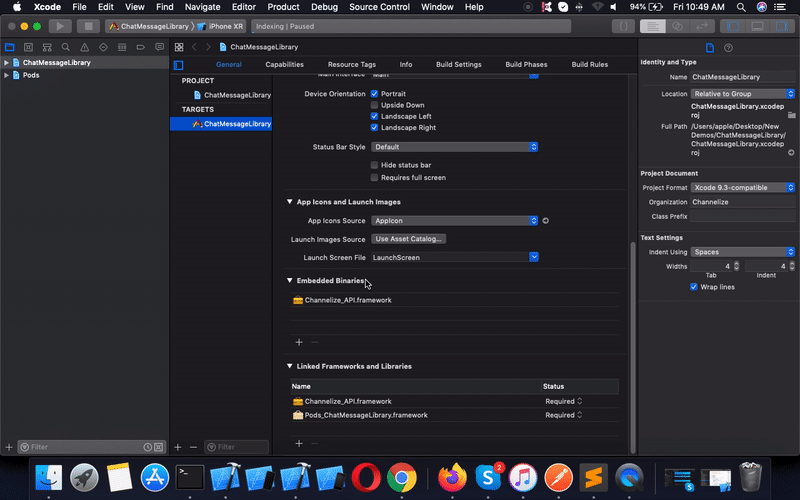 Xcode File Edit View Find Navigate Editor Product Debug Source Control Window Help 94% Fri 10:49 AM
ChatMessageLibrary iPhone XR Indexing | Paused
ChatMessageLibrary
ChatMessageLibrary
Pods
General Capabilities Resource Tags Info Build Settings Build Phases Build Rules
PROJECT
ChatMessageLibrary
TARGETS
ChatMessageLibrary
Main Interface Main
Device Orientation Portrait
Upside Down
Landscape Left
Landscape Right
Status Bar Style Default
Hide status bar
Requires full screen
App Icons and Launch Images
App Icons Source AppIcon
Launch Images Source Use Asset Catalog...
Launch Screen File LaunchScreen
Embedded Binaries
Channelize_API.framework
+ −
Linked Frameworks and Libraries
Name Status
Channelize_API.framework Required
Pods_ChatMessageLibrary.framework Required
+ −
Identity and Type
Name ChatMessageLibrary
Location Relative to Group
ChatMessageLibrary.xcodeproj
Full Path /Users/apple/Desktop/New
Demos/ChatMessageLibrary/
ChatMessageLibrary.xcodeproj
Project Document
Project Format Xcode 9.3-compatible
Organization Channelize
Class Prefix
Text Settings
Indent Using Spaces
Widths 4 4
Tab Indent
Wrap lines
+ Filter
+ − Filter
2